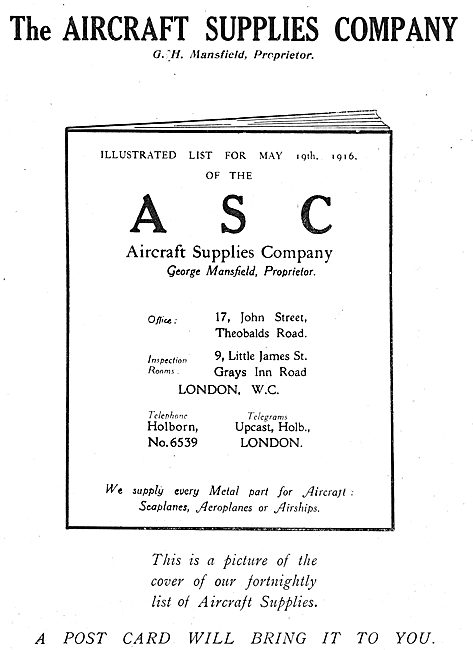 The AIRCRAFT SUPPLIES COMPANY
G. H. Mansfield, Proprietor.
ILLUSTRATED LIST FOR MAY 19th, 1916.
OF THE
A S C
Aircraft Supplies Company
George Mansfield, Proprietor.
Office: 17, John Street,
Theobalds Road.
Inspection Rooms: 9, Little James St.
Grays Inn Road
LONDON, W.C.
Telephone Telegrams
Holborn, Upcast, Holb.,
No. 6539 LONDON.
We supply every Metal part for Aircraft:
Seaplanes, Aeroplanes or Airships.
This is a picture of the
cover of our fortnightly
list of Aircraft Supplies.
A POST CARD WILL BRING IT TO YOU.